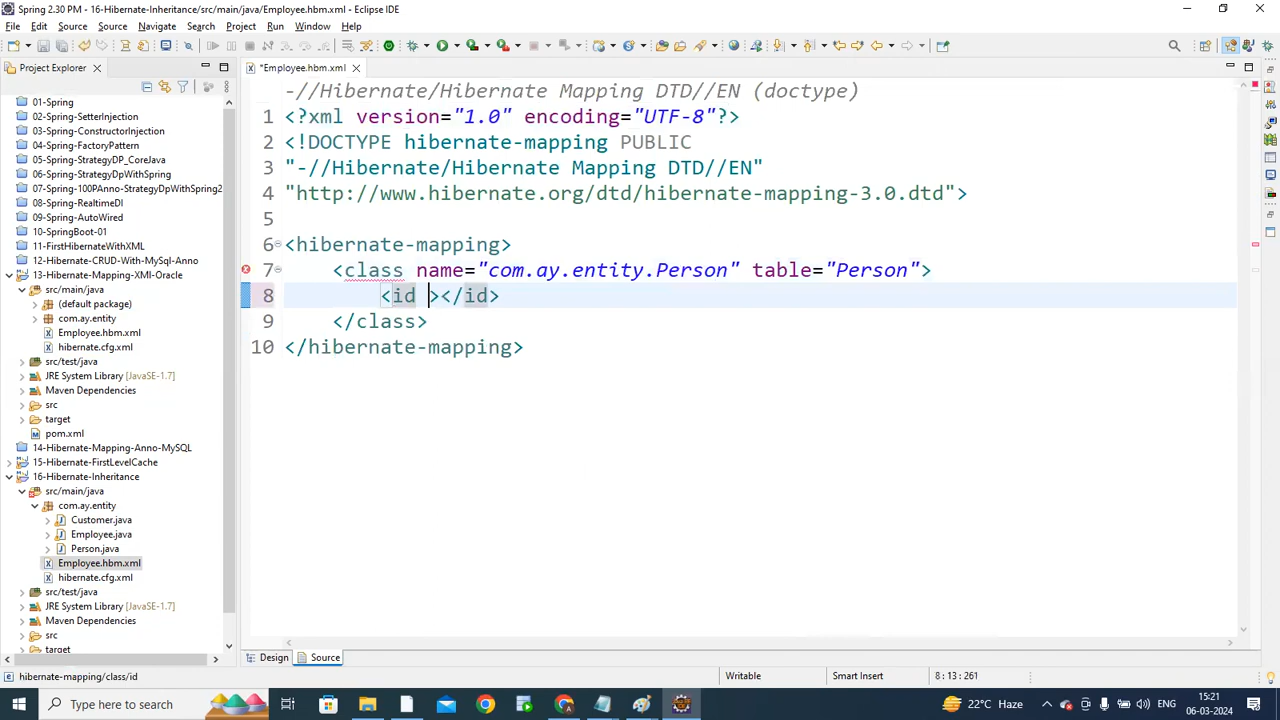 Spring 2.30 PM - 16-Hibernate-Inheritance/src/main/java/Employee.hbm.xml - Eclipse IDE
File Edit Source Source Navigate Search Project Run Window Help
Project Explorer
*Employee.hbm.xml
01-Spring
02-Spring-SetterInjection
03-Spring-ConstructorInjection
04-Spring-FactoryPattern
05-Spring-StrategyDP_CoreJava
06-Spring-StrategyDpWithSpring
07-Spring-100PAnno-StrategyDpWithSpring2
08-Spring-RealtimeDI
09-Spring-AutoWired
10-SpringBoot-01
11-FirstHibernateWithXML
12-Hibernate-CRUD-With-MySql-Anno
13-Hibernate-Mapping-XMl-Oracle
src/main/java
(default package)
com.ay.entity
Employee.hbm.xml
hibernate.cfg.xml
src/test/java
JRE System Library [JavaSE-1.7]
Maven Dependencies
src
target
pom.xml
14-Hibernate-Mapping-Anno-MySQL
15-Hibernate-FirstLevelCache
16-Hibernate-Inheritance
src/main/java
com.ay.entity
Customer.java
Employee.java
Person.java
Employee.hbm.xml
hibernate.cfg.xml
src/test/java
JRE System Library [JavaSE-1.7]
Maven Dependencies
src
target
-//Hibernate/Hibernate Mapping DTD//EN (doctype)
1 <?xml version="1.0" encoding="UTF-8"?>
2 <!DOCTYPE hibernate-mapping PUBLIC
3 "-//Hibernate/Hibernate Mapping DTD//EN"
4 "http://www.hibernate.org/dtd/hibernate-mapping-3.0.dtd">
5
6 <hibernate-mapping>
7 <class name="com.ay.entity.Person" table="Person">
8 <id ></id>
9 </class>
10 </hibernate-mapping>
Design Source
hibernate-mapping/class/id
Writable
Smart Insert
8 : 13 : 261
Type here to search
22°C Haze
ENG
15:21
06-03-2024